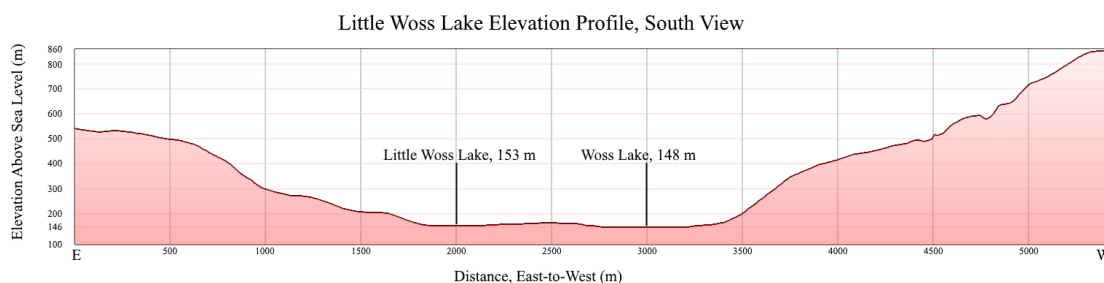 Little Woss Lake Elevation Profile, South View
Elevation Above Sea Level (m)
860
800
700
600
500
400
300
200
146
100
Little Woss Lake, 153 m
Woss Lake, 148 m
E
500
1000
1500
2000
2500
3000
3500
4000
4500
5000
W
Distance, East-to-West (m)